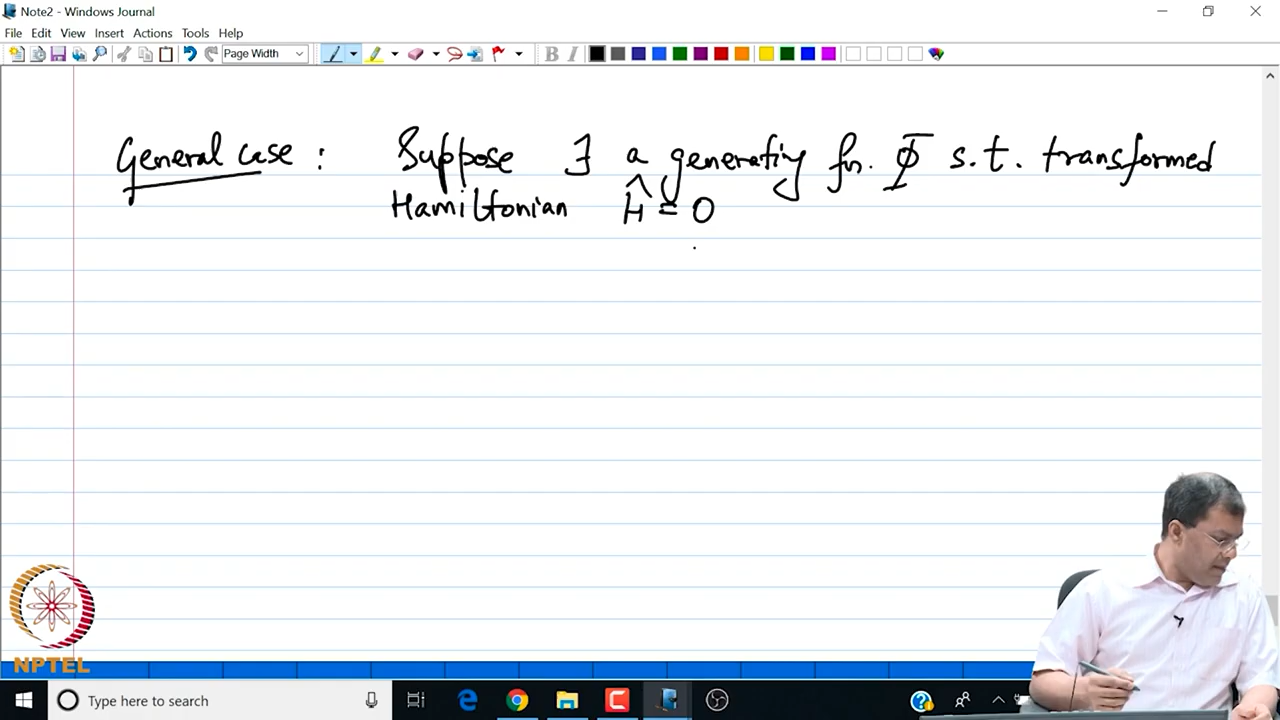 Note2 - Windows Journal
File Edit View Insert Actions Tools Help
Page Width B I
General case : Suppose ∃ a generating fn. Φ s.t. transformed
Hamiltonian Ĥ = 0
NPTEL
Type here to search